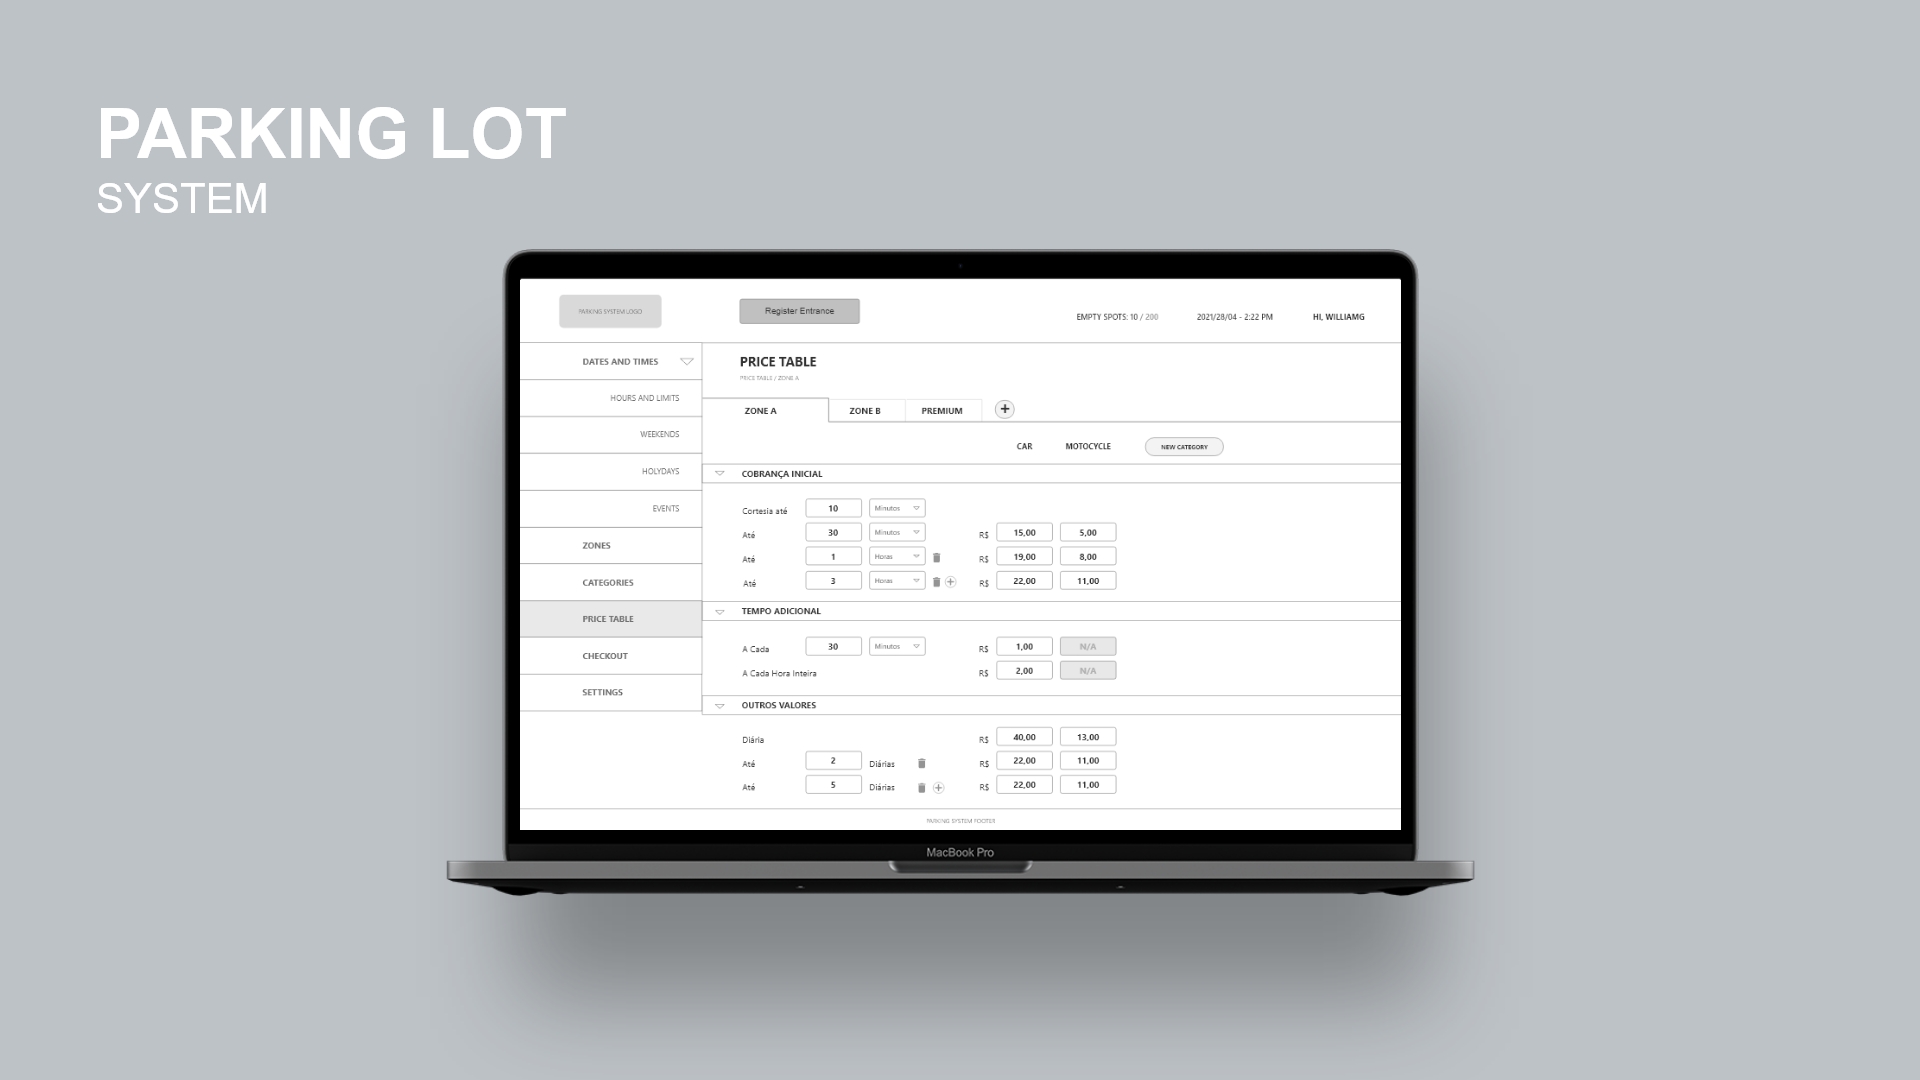 PARKING LOT
SYSTEM
PARKING SYSTEM LOGO
Register Entrance
EMPTY SPOTS: 10 / 200
2021/28/04 - 2:22 PM
HI, WILLIAMG
DATES AND TIMES
HOURS AND LIMITS
WEEKENDS
HOLYDAYS
EVENTS
ZONES
CATEGORIES
PRICE TABLE
CHECKOUT
SETTINGS
PRICE TABLE
PRICE TABLE / ZONE A
ZONE A ZONE B PREMIUM +
CAR MOTOCYCLE NEW CATEGORY
COBRANÇA INICIAL
Cortesia até 10 Minutos
Até 30 Minutos R$ 15,00 5,00
Até 1 Horas R$ 19,00 8,00
Até 3 Horas + R$ 22,00 11,00
TEMPO ADICIONAL
A Cada 30 Minutos R$ 1,00 N/A
A Cada Hora Inteira R$ 2,00 N/A
OUTROS VALORES
Diária R$ 40,00 13,00
Até 2 Diárias R$ 22,00 11,00
Até 5 Diárias + R$ 22,00 11,00
PARKING SYSTEM FOOTER
MacBook Pro